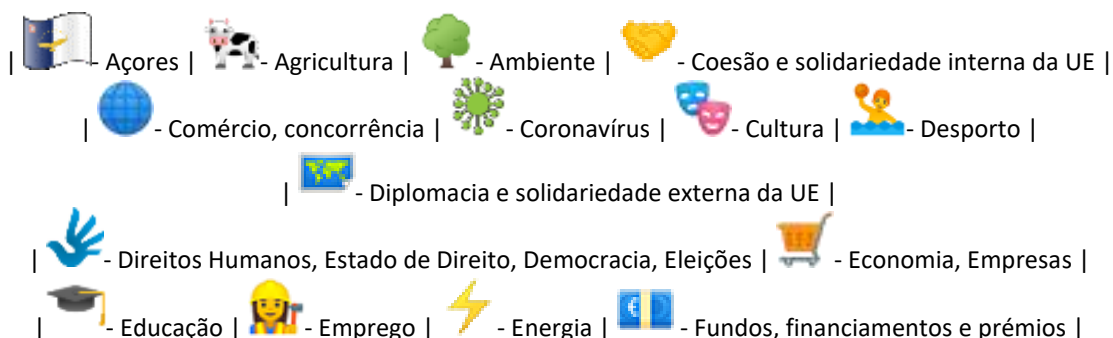 | - Açores | - Agricultura | - Ambiente | - Coesão e solidariedade interna da UE |
| - Comércio, concorrência | - Coronavírus | - Cultura | - Desporto |
| - Diplomacia e solidariedade externa da UE |
| - Direitos Humanos, Estado de Direito, Democracia, Eleições | - Economia, Empresas |
| - Educação | - Emprego | - Energia | - Fundos, financiamentos e prémios |